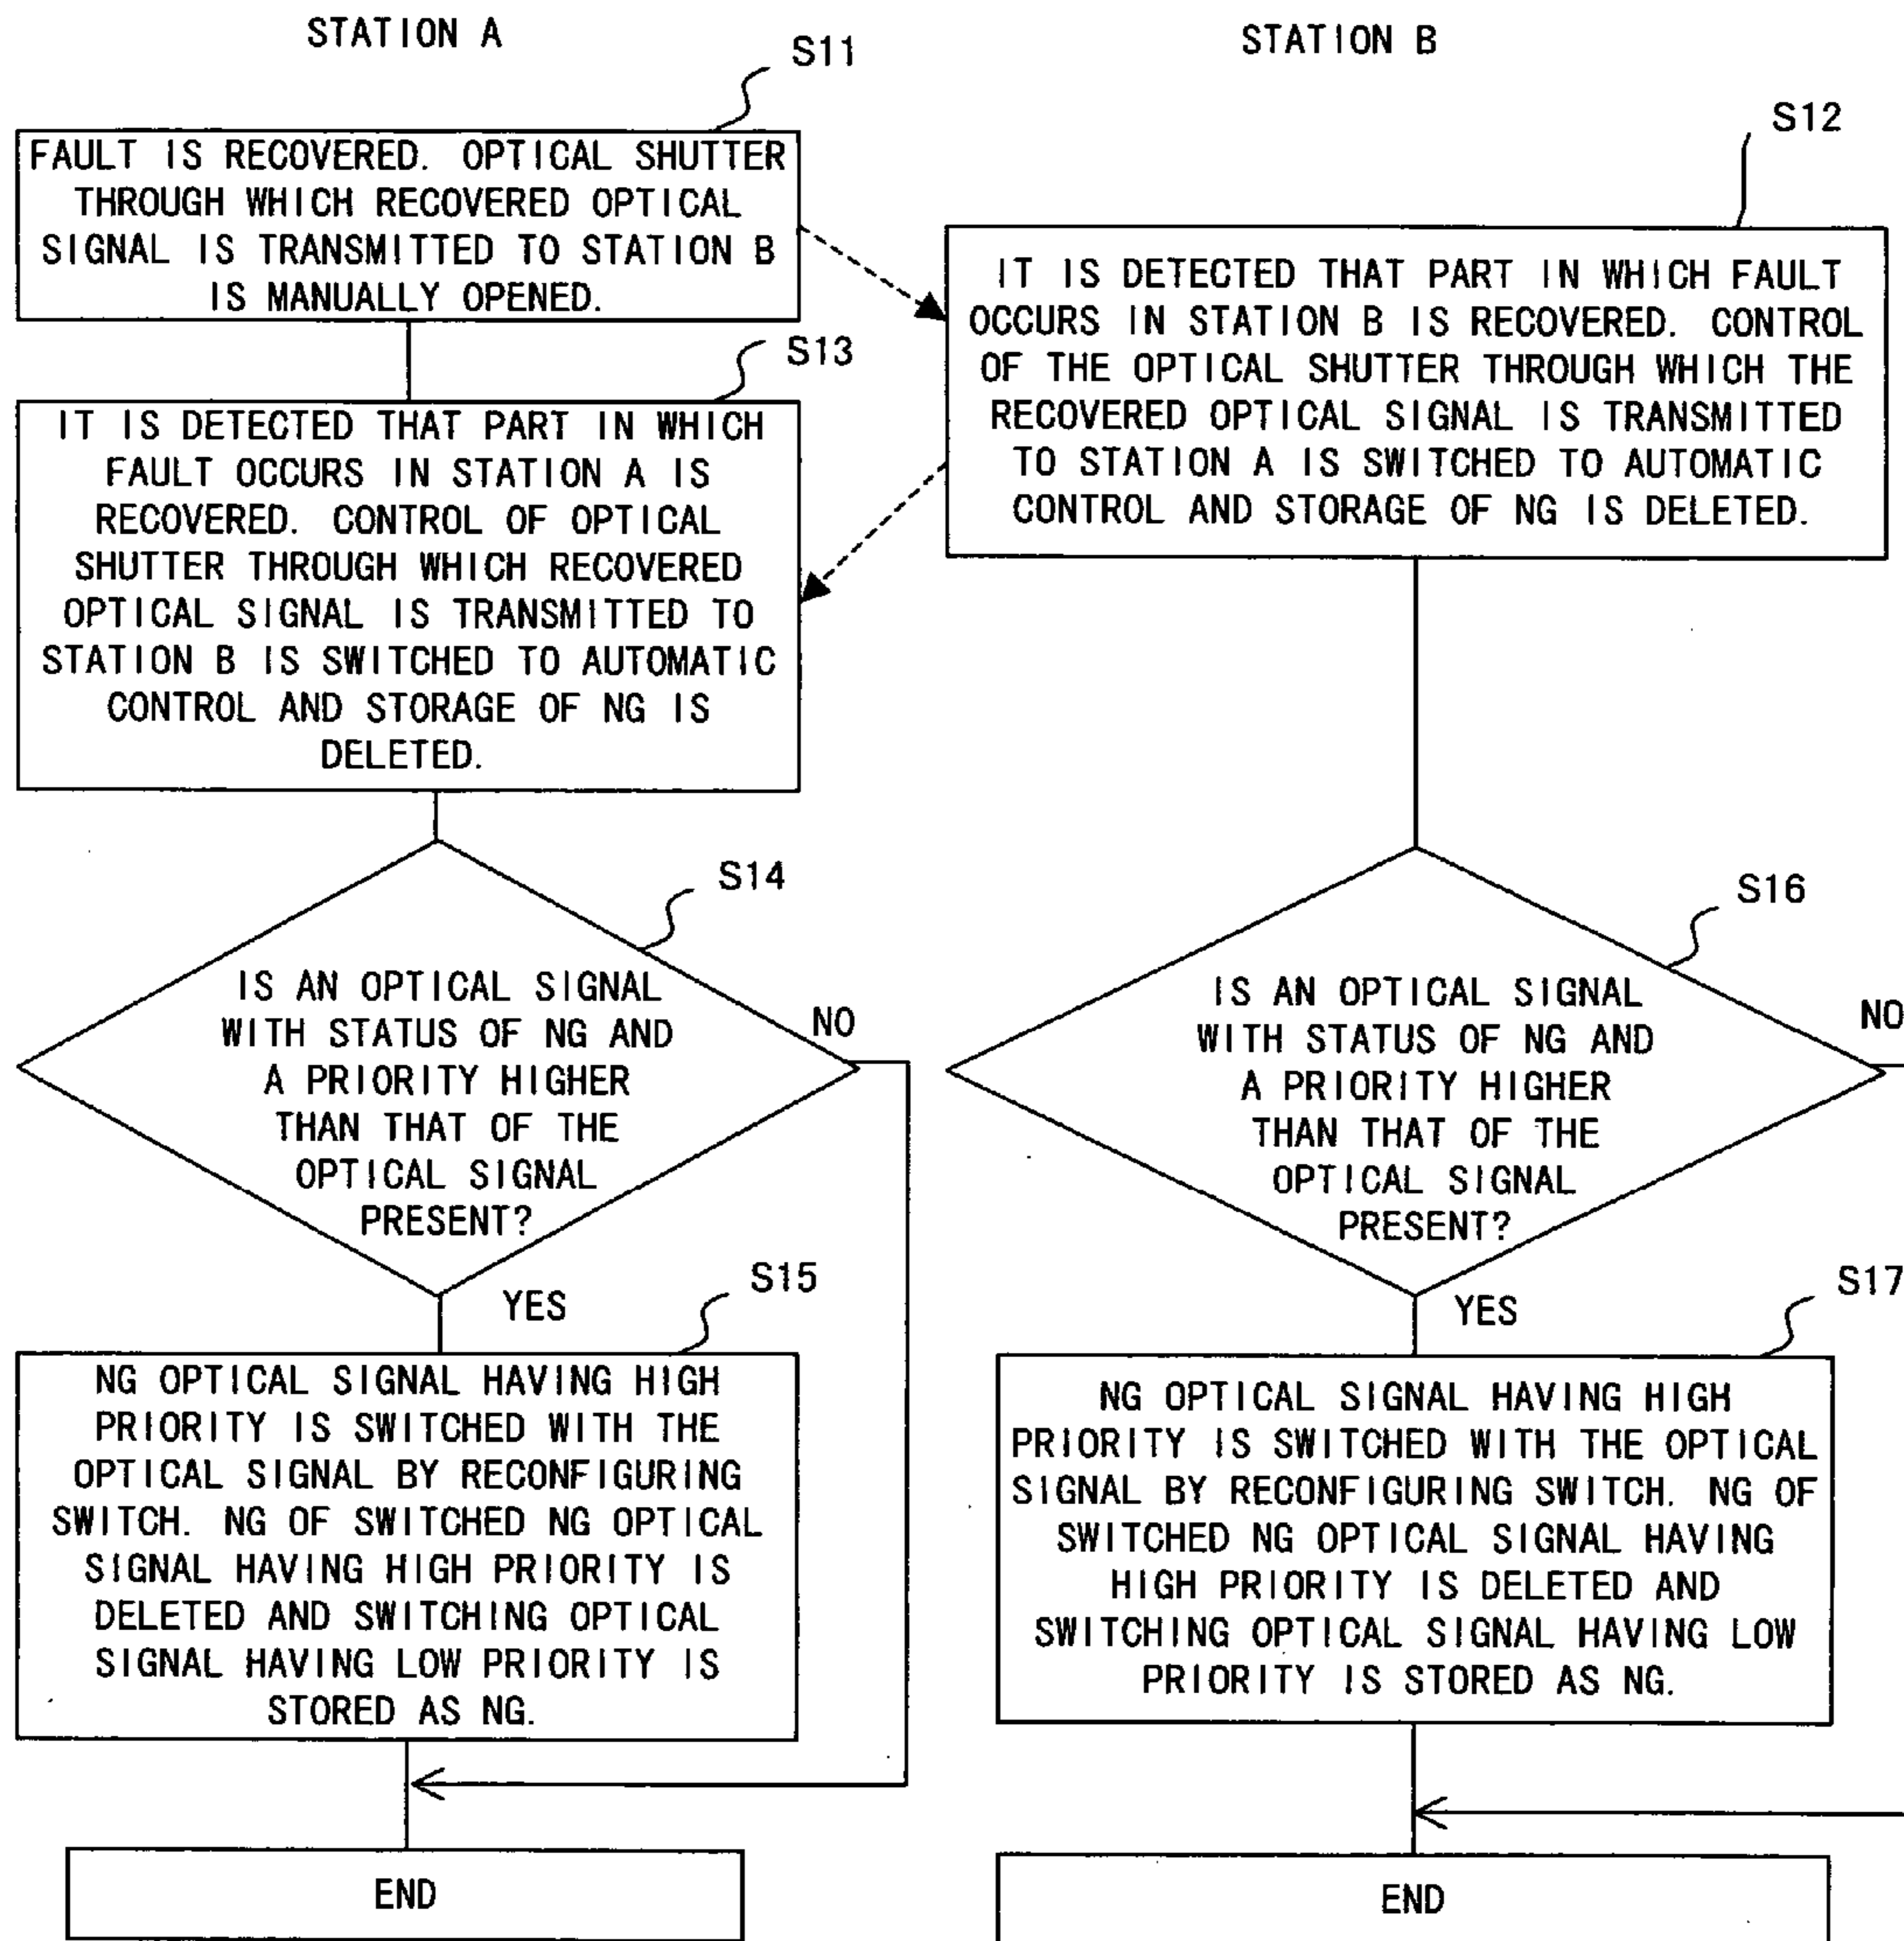 STATION A
S11
FAULT IS RECOVERED. OPTICAL SHUTTER
THROUGH WHICH RECOVERED OPTICAL
SIGNAL IS TRANSMITTED TO STATION B
IS MANUALLY OPENED.
STATION B
S12
IT IS DETECTED THAT PART IN WHICH FAULT
OCCURS IN STATION B IS RECOVERED. CONTROL
OF THE OPTICAL SHUTTER THROUGH WHICH THE
RECOVERED OPTICAL SIGNAL IS TRANSMITTED
TO STATION A IS SWITCHED TO AUTOMATIC
CONTROL AND STORAGE OF NG IS DELETED.
S13
IT IS DETECTED THAT PART IN WHICH
FAULT OCCURS IN STATION A IS
RECOVERED. CONTROL OF OPTICAL
SHUTTER THROUGH WHICH RECOVERED
OPTICAL SIGNAL IS TRANSMITTED TO
STATION B IS SWITCHED TO AUTOMATIC
CONTROL AND STORAGE OF NG IS
DELETED.
S14
IS AN OPTICAL SIGNAL
WITH STATUS OF NG AND
A PRIORITY HIGHER
THAN THAT OF THE
OPTICAL SIGNAL
PRESENT?
NO
YES
S15
NG OPTICAL SIGNAL HAVING HIGH
PRIORITY IS SWITCHED WITH THE
OPTICAL SIGNAL BY RECONFIGURING
SWITCH. NG OF SWITCHED NG OPTICAL
SIGNAL HAVING HIGH PRIORITY IS
DELETED AND SWITCHING OPTICAL
SIGNAL HAVING LOW PRIORITY IS
STORED AS NG.
END
S16
IS AN OPTICAL SIGNAL
WITH STATUS OF NG AND
A PRIORITY HIGHER
THAN THAT OF THE
OPTICAL SIGNAL
PRESENT?
NO
YES
S17
NG OPTICAL SIGNAL HAVING HIGH
PRIORITY IS SWITCHED WITH THE OPTICAL
SIGNAL BY RECONFIGURING SWITCH. NG OF
SWITCHED NG OPTICAL SIGNAL HAVING
HIGH PRIORITY IS DELETED AND
SWITCHING OPTICAL SIGNAL HAVING LOW
PRIORITY IS STORED AS NG.
END